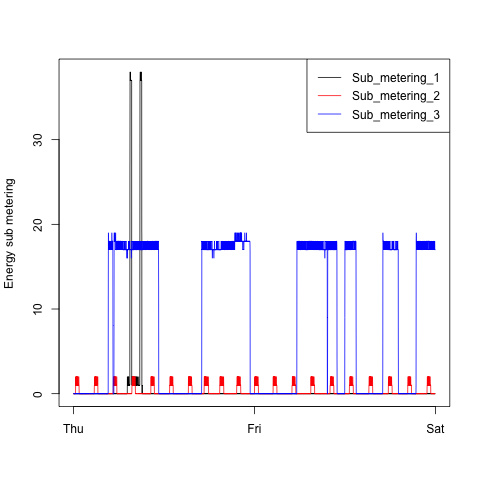 Sub_metering_1
Sub_metering_2
Sub_metering_3
Energy sub metering
30
20
10
0
Thu Fri Sat